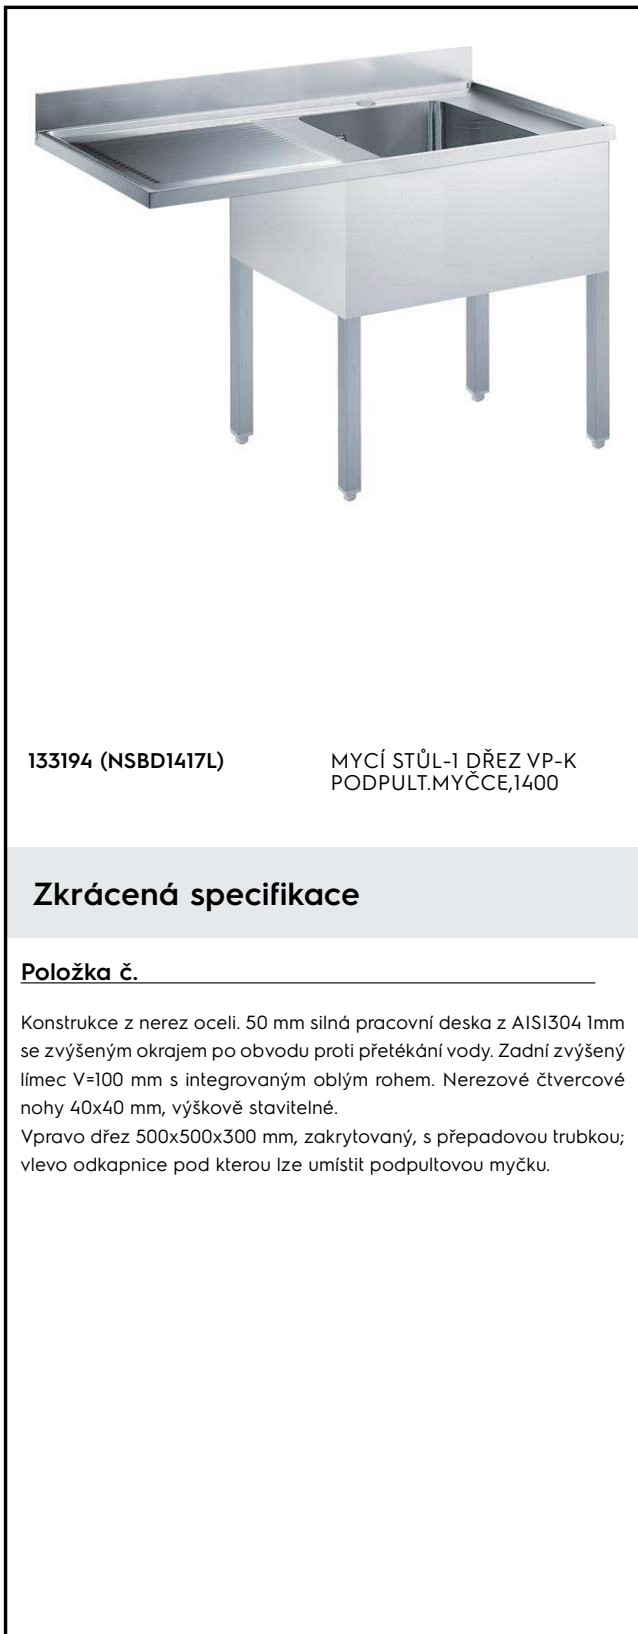 133194 (NSBD1417L)
MYCÍ STŮL-1 DŘEZ VP-K
PODPULT.MYČCE,1400
Zkrácená specifikace
Položka č.
Konstrukce z nerez oceli. 50 mm silná pracovní deska z AISI304 1mm
se zvýšeným okrajem po obvodu proti přetékání vody. Zadní zvýšený
límec V=100 mm s integrovaným oblým rohem. Nerezové čtvercové
nohy 40x40 mm, výškově stavitelné.
Vpravo dřez 500x500x300 mm, zakrytovaný, s přepadovou trubkou;
vlevo odkapnice pod kterou lze umístit podpultovou myčku.